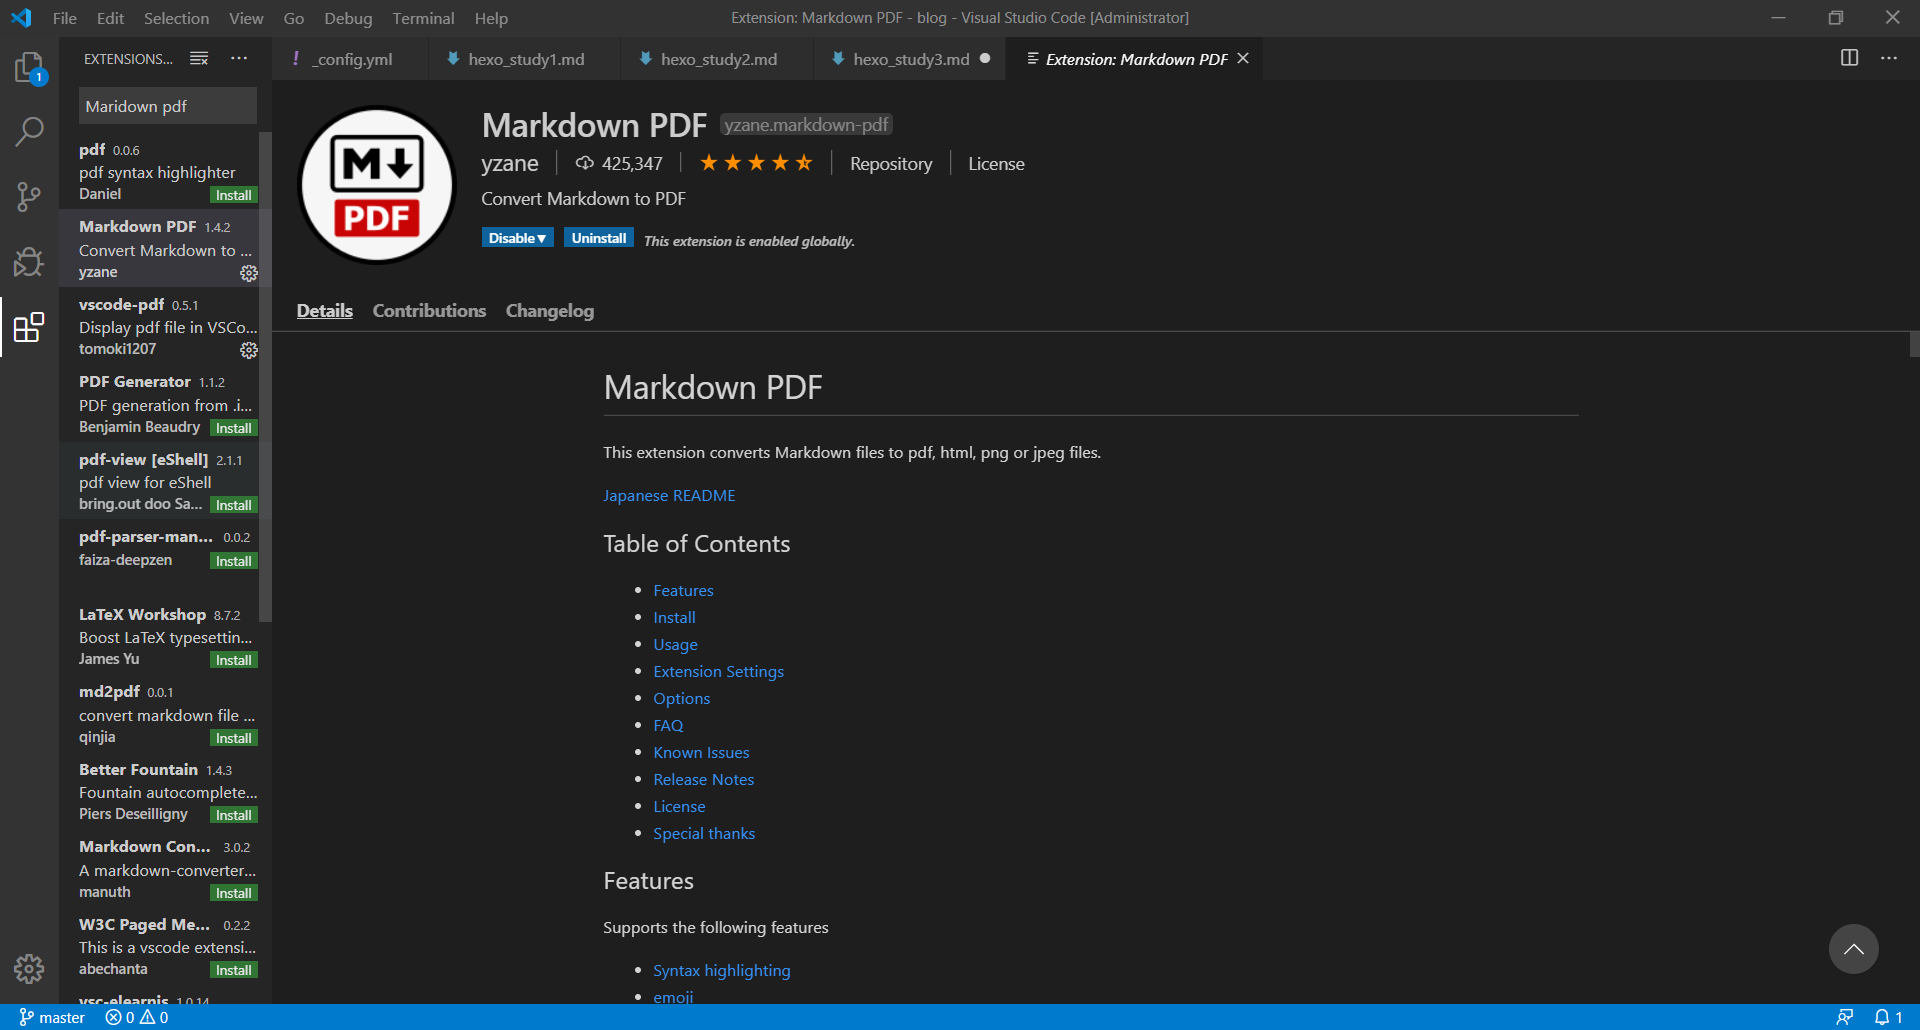 File Edit Selection View Go Debug Terminal Help
Extension: Markdown PDF - blog - Visual Studio Code [Administrator]
EXTENSIONS...
! _config.yml
hexo_study1.md
hexo_study2.md
hexo_study3.md
Extension: Markdown PDF
1
Maridown pdf
pdf 0.0.6
pdf syntax highlighter
Daniel Install
Markdown PDF 1.4.2
Convert Markdown to ...
yzane
vscode-pdf 0.5.1
Display pdf file in VSCo...
tomoki1207
PDF Generator 1.1.2
PDF generation from .i...
Benjamin Beaudry Install
pdf-view [eShell] 2.1.1
pdf view for eShell
bring.out doo Sa... Install
pdf-parser-man... 0.0.2
faiza-deepzen Install
LaTeX Workshop 8.7.2
Boost LaTeX typesettin...
James Yu Install
md2pdf 0.0.1
convert markdown file ...
qinjia Install
Better Fountain 1.4.3
Fountain autocomplete...
Piers Deseilligny Install
Markdown Con... 3.0.2
A markdown-converter...
manuth Install
W3C Paged Me... 0.2.2
This is a vscode extensi...
abechanta Install
vsc-elearnjs 1.0.14
M
PDF
Markdown PDF yzane.markdown-pdf
yzane 425,347 Repository License
Convert Markdown to PDF
Disable Uninstall This extension is enabled globally.
Details Contributions Changelog
Markdown PDF
This extension converts Markdown files to pdf, html, png or jpeg files.
Japanese README
Table of Contents
Features
Install
Usage
Extension Settings
Options
FAQ
Known Issues
Release Notes
License
Special thanks
Features
Supports the following features
Syntax highlighting
emoji
master 0 0
1